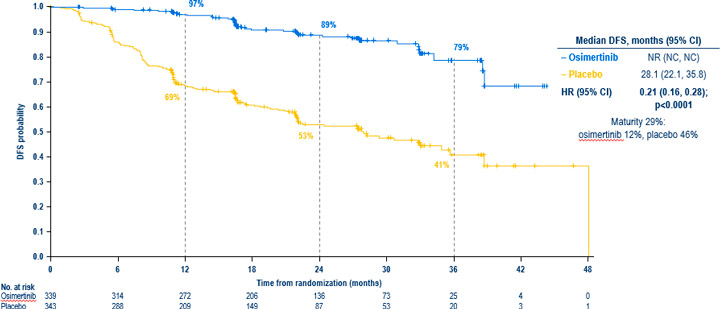 97%
89%
79%
69%
53%
41%
1.0
0.9
0.8
0.7
0.6
0.5
0.4
0.3
0.2
0.1
0.0
DFS probability
0 6 12 18 24 30 36 42 48
Time from randomization (months)
Median DFS, months (95% CI)
Osimertinib NR (NC, NC)
Placebo 28.1 (22.1, 35.8)
HR (95% CI) 0.21 (0.16, 0.28);
p<0.0001
Maturity 29%:
osimertinib 12%, placebo 46%
No. at risk
Osimertinib 339 314 272 206 136 73 25 4 0
Placebo 343 288 209 149 87 53 20 3 1